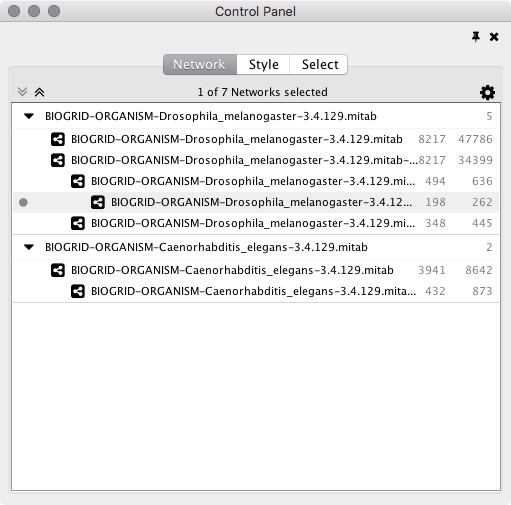 Control Panel
Network Style Select
1 of 7 Networks selected
BIOGRID-ORGANISM-Drosophila_melanogaster-3.4.129.mitab 5
BIOGRID-ORGANISM-Drosophila_melanogaster-3.4.129.mitab 8217 47786
BIOGRID-ORGANISM-Drosophila_melanogaster-3.4.129.mitab-... 8217 34399
BIOGRID-ORGANISM-Drosophila_melanogaster-3.4.129.mi... 494 636
BIOGRID-ORGANISM-Drosophila_melanogaster-3.4.12... 198 262
BIOGRID-ORGANISM-Drosophila_melanogaster-3.4.129.mi... 348 445
BIOGRID-ORGANISM-Caenorhabditis_elegans-3.4.129.mitab 2
BIOGRID-ORGANISM-Caenorhabditis_elegans-3.4.129.mitab 3941 8642
BIOGRID-ORGANISM-Caenorhabditis_elegans-3.4.129.mita... 432 873